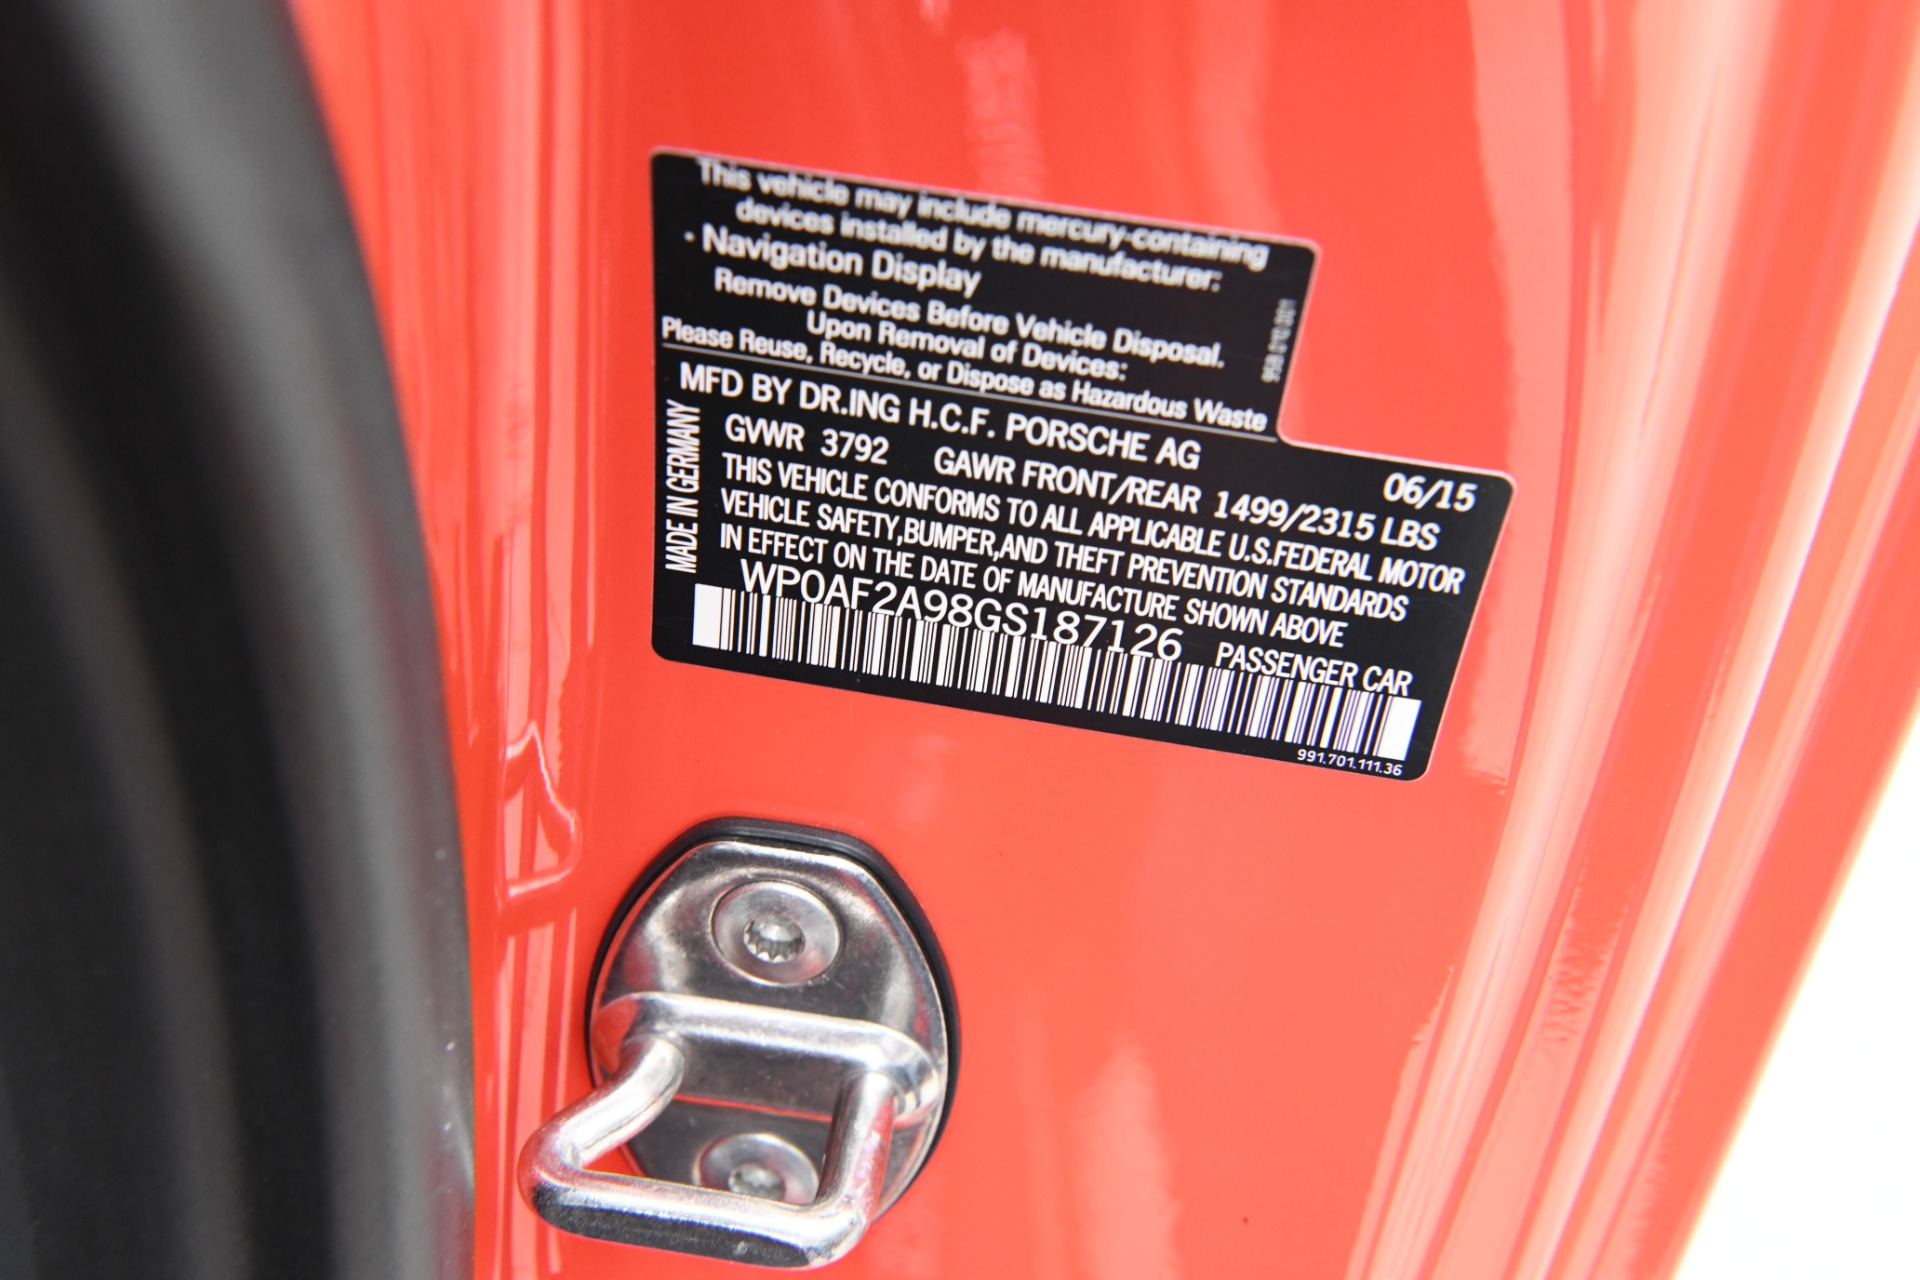 This vehicle may include mercury-containing
devices installed by the manufacturer:
· Navigation Display
Remove Devices Before Vehicle Disposal.
Upon Removal of Devices:
Please Reuse, Recycle, or Dispose as Hazardous Waste
MFD BY DR.ING H.C.F. PORSCHE AG 06/15
GVWR 3792 GAWR FRONT/REAR 1499/2315 LBS
THIS VEHICLE CONFORMS TO ALL APPLICABLE U.S.FEDERAL MOTOR
VEHICLE SAFETY,BUMPER,AND THEFT PREVENTION STANDARDS
IN EFFECT ON THE DATE OF MANUFACTURE SHOWN ABOVE
WP0AF2A98GS187126 PASSENGER CAR
991.701.111.36
MADE IN GERMANY